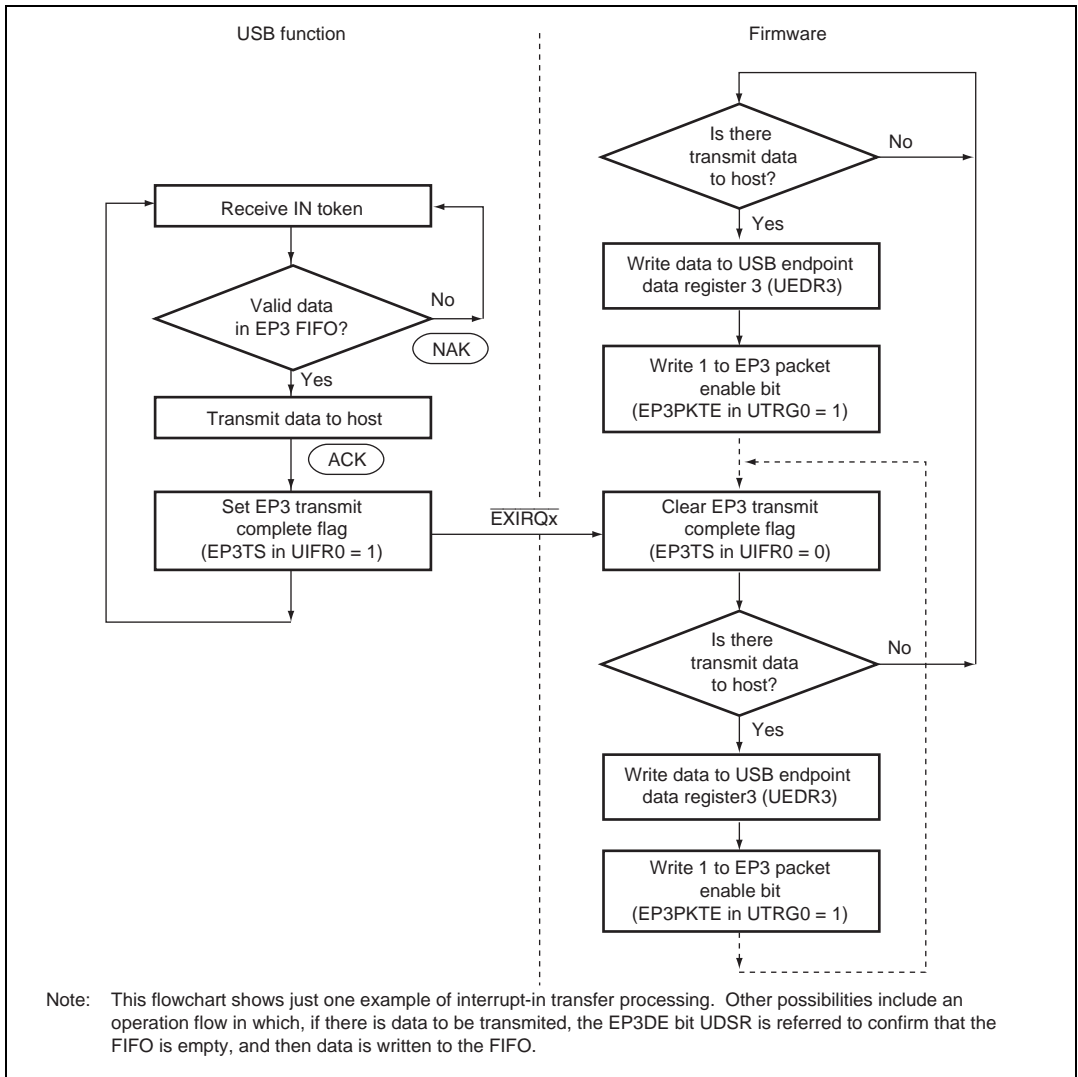 USB function
Firmware
Receive IN token
Valid data
in EP3 FIFO?
No
NAK
Yes
Transmit data to host
ACK
Set EP3 transmit
complete flag
(EP3TS in UIFR0 = 1)
EXIRQx
Is there
transmit data
to host?
No
Yes
Write data to USB endpoint
data register 3 (UEDR3)
Write 1 to EP3 packet
enable bit
(EP3PKTE in UTRG0 = 1)
Clear EP3 transmit
complete flag
(EP3TS in UIFR0 = 0)
Is there
transmit data
to host?
No
Yes
Write data to USB endpoint
data register3 (UEDR3)
Write 1 to EP3 packet
enable bit
(EP3PKTE in UTRG0 = 1)
Note: This flowchart shows just one example of interrupt-in transfer processing. Other possibilities include an
operation flow in which, if there is data to be transmited, the EP3DE bit UDSR is referred to confirm that the
FIFO is empty, and then data is written to the FIFO.